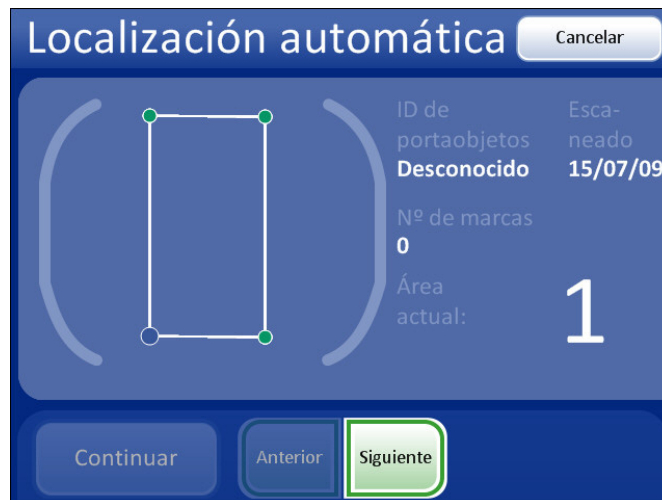 Localización automática
Cancelar
ID de
portaobjetos
Desconocido
Esca-
neado
15/07/09
Nº de marcas
0
Área
actual:
1
Continuar
Anterior
Siguiente